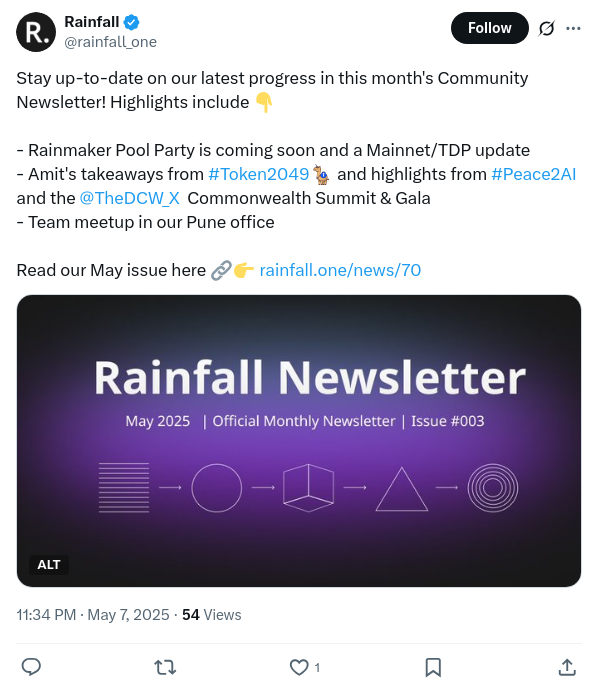 R.
Rainfall
@rainfall_one
Follow
Stay up-to-date on our latest progress in this month's Community
Newsletter! Highlights include 👇
- Rainmaker Pool Party is coming soon and a Mainnet/TDP update
- Amit's takeaways from #Token2049 and highlights from #Peace2AI
and the @TheDCW_X Commonwealth Summit & Gala
- Team meetup in our Pune office
Read our May issue here 🔗👉 rainfall.one/news/70
Rainfall Newsletter
May 2025 | Official Monthly Newsletter | Issue #003
ALT
11:34 PM · May 7, 2025 · 54 Views
1